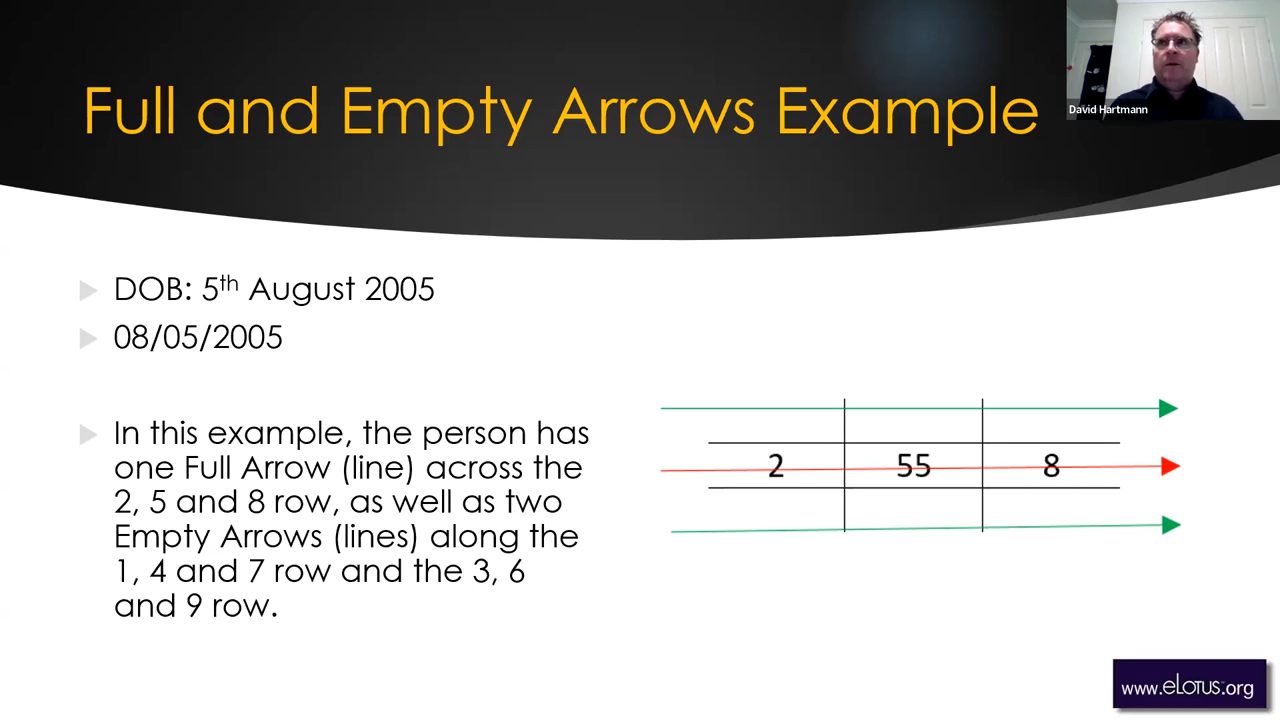 Full and Empty Arrows Example
David Hartmann
DOB: 5th August 2005
08/05/2005
In this example, the person has
one Full Arrow (line) across the
2, 5 and 8 row, as well as two
Empty Arrows (lines) along the
1, 4 and 7 row and the 3, 6
and 9 row.
2 55 8
www.eLotus.org